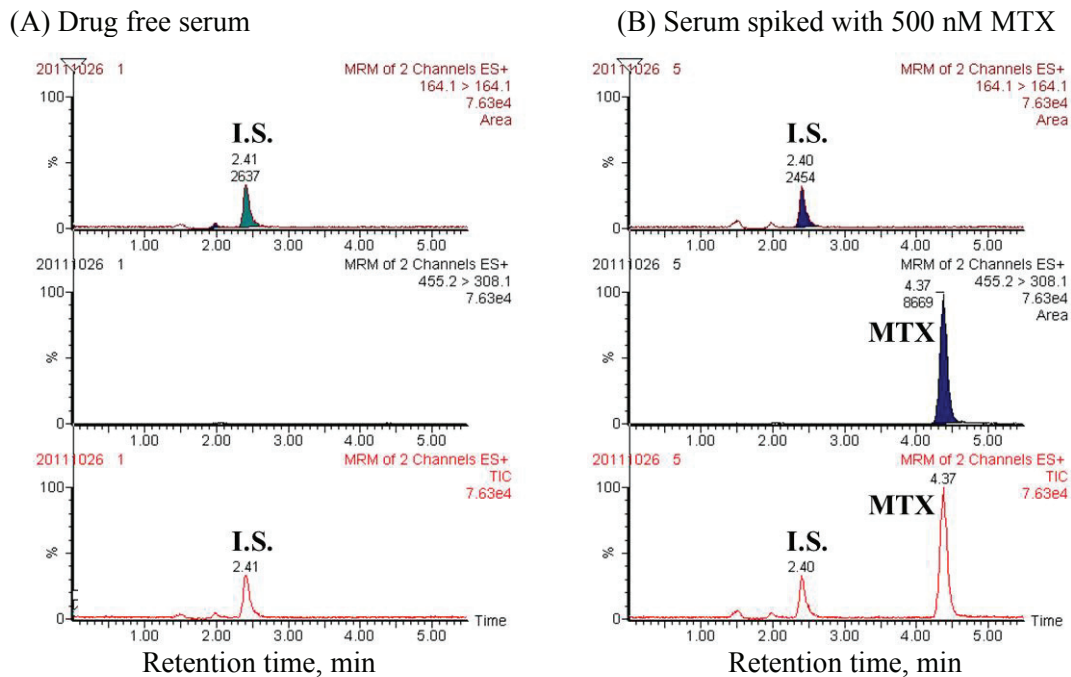 (A) Drug free serum
20111026 1
MRM of 2 Channels ES+
164.1 > 164.1
7.63e4
Area
100
%
0
I.S.
2.41
2637
1.00 2.00 3.00 4.00 5.00
20111026 1
MRM of 2 Channels ES+
455.2 > 308.1
7.63e4
100
%
0
1.00 2.00 3.00 4.00 5.00
20111026 1
MRM of 2 Channels ES+
TIC
7.63e4
100
%
0
I.S.
2.41
1.00 2.00 3.00 4.00 5.00
Time
Retention time, min
(B) Serum spiked with 500 nM MTX
20111026 5
MRM of 2 Channels ES+
164.1 > 164.1
7.63e4
Area
100
%
0
I.S.
2.40
2454
1.00 2.00 3.00 4.00 5.00
20111026 5
MRM of 2 Channels ES+
455.2 > 308.1
7.63e4
Area
100
%
0
4.37
8669
MTX
1.00 2.00 3.00 4.00 5.00
20111026 5
MRM of 2 Channels ES+
TIC
7.63e4
100
%
0
4.37
MTX
I.S.
2.40
1.00 2.00 3.00 4.00 5.00
Time
Retention time, min